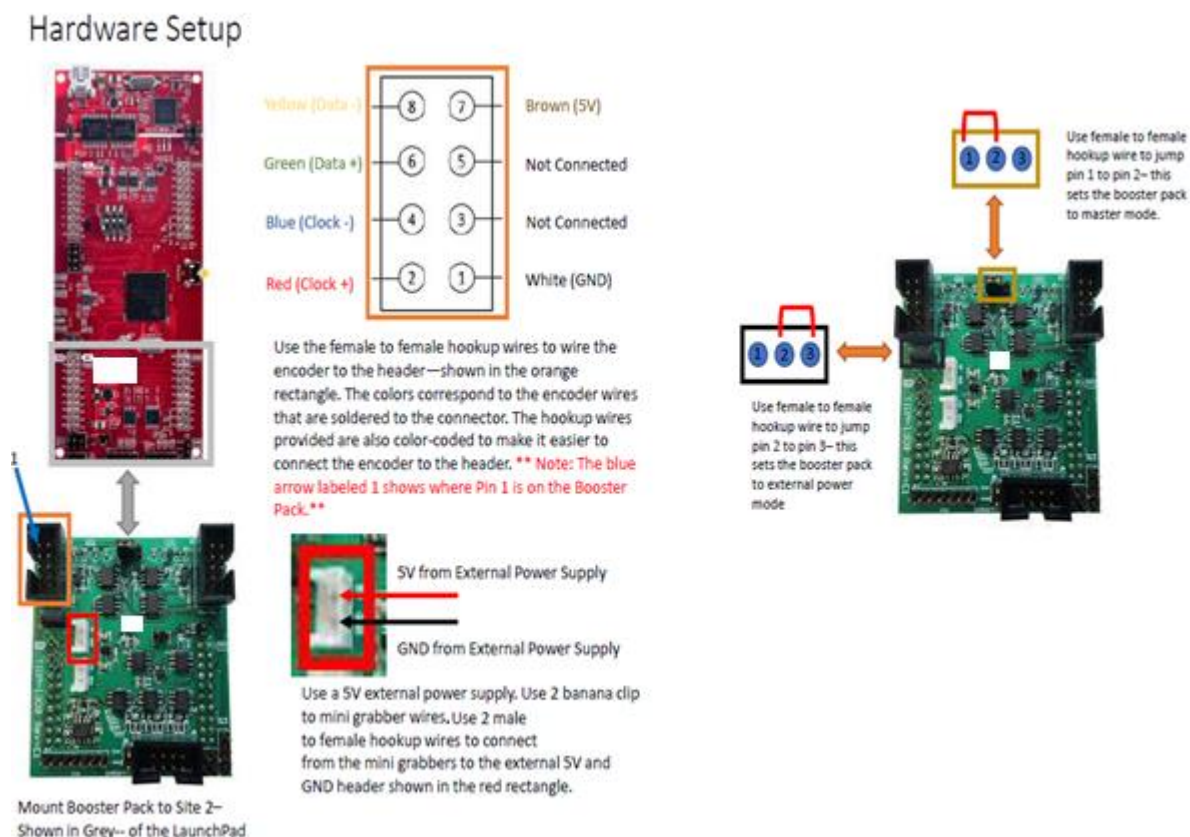 Hardware Setup
Yellow (Data -)
8
7
Brown (5V)
Green (Data +)
6
5
Not Connected
Blue (Clock -)
4
3
Not Connected
Red (Clock +)
2
1
White (GND)
Use the female to female hookup wires to wire the
encoder to the header—shown in the orange
rectangle. The colors correspond to the encoder wires
that are soldered to the connector. The hookup wires
provided are also color-coded to make it easier to
connect the encoder to the header. ** Note: The blue
arrow labeled 1 shows where Pin 1 is on the Booster
Pack.**
1
5V from External Power Supply
GND from External Power Supply
Use a 5V external power supply. Use 2 banana clip
to mini grabber wires. Use 2 male
to female hookup wires to connect
from the mini grabbers to the external 5V and
GND header shown in the red rectangle.
Mount Booster Pack to Site 2–
Shown in Grey-- of the LaunchPad
1 2 3
Use female to female
hookup wire to jump
pin 1 to pin 2– this
sets the booster pack
to master mode.
1 2 3
Use female to female
hookup wire to jump
pin 2 to pin 3– this
sets the booster pack
to external power
mode